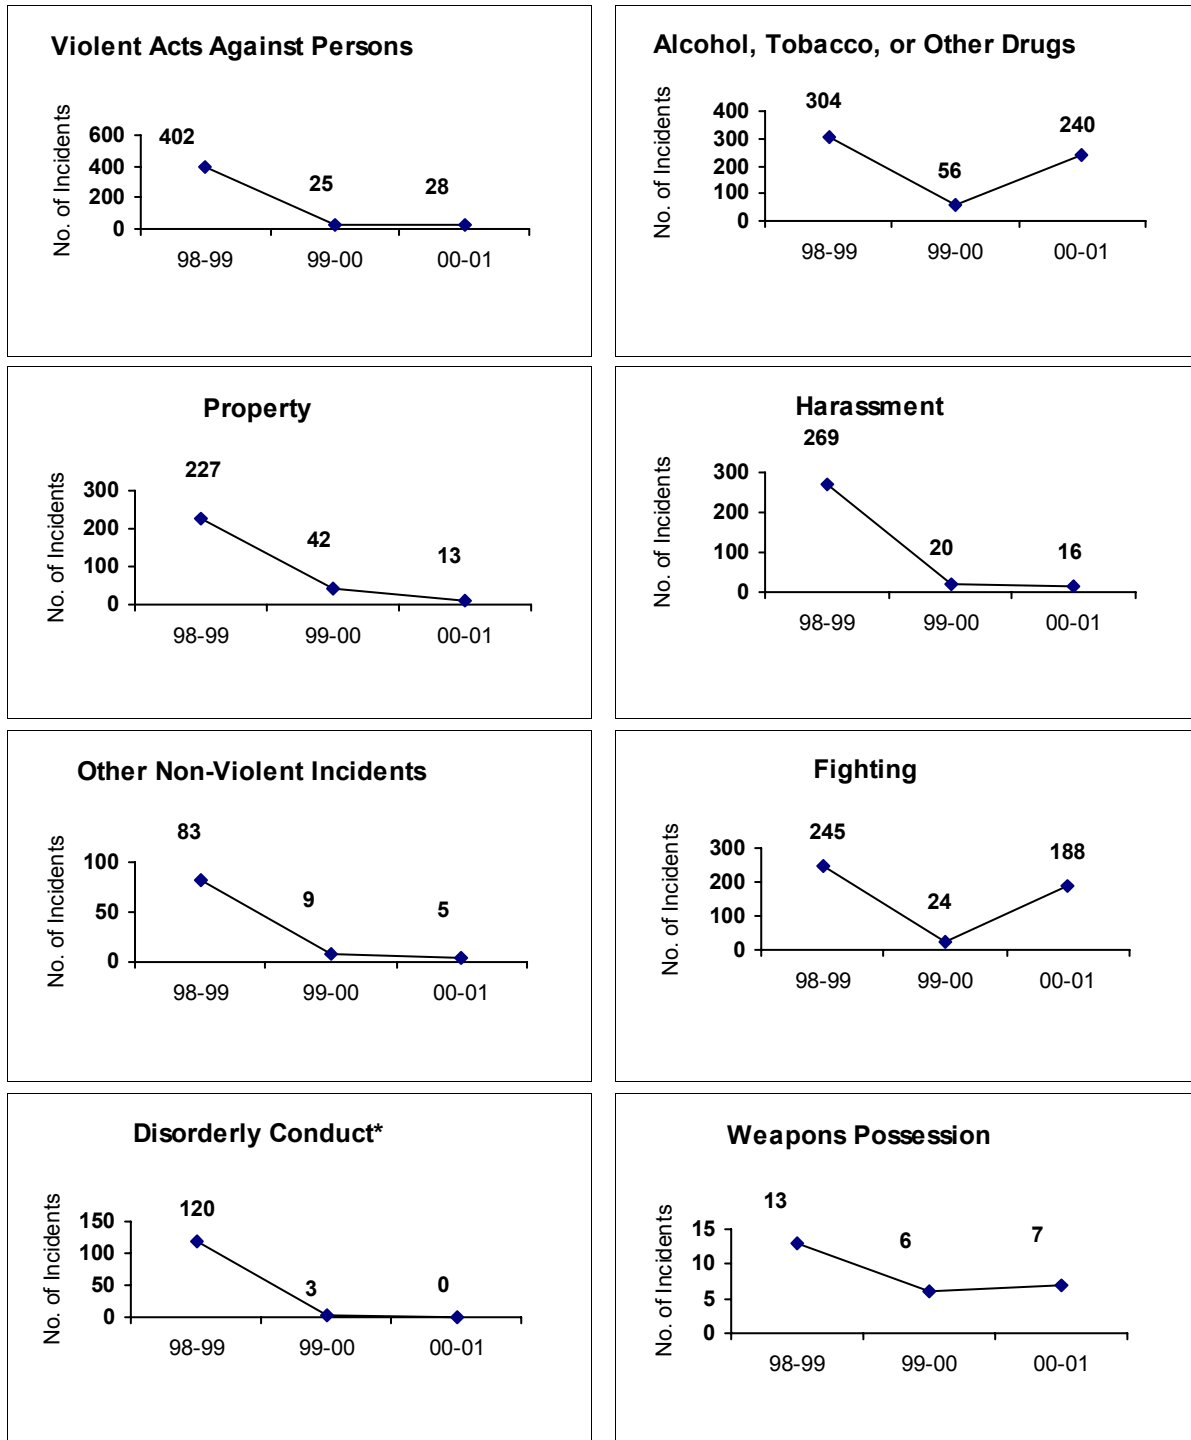 Violent Acts Against Persons
No. of Incidents
600
400
200
0
402
25
28
98-99 99-00 00-01
Alcohol, Tobacco, or Other Drugs
No. of Incidents
400
300
200
100
0
304
56
240
98-99 99-00 00-01
Property
No. of Incidents
300
200
100
0
227
42
13
98-99 99-00 00-01
Harassment
No. of Incidents
300
200
100
0
269
20
16
98-99 99-00 00-01
Other Non-Violent Incidents
No. of Incidents
100
50
0
83
9
5
98-99 99-00 00-01
Fighting
No. of Incidents
300
200
100
0
245
24
188
98-99 99-00 00-01
Disorderly Conduct*
No. of Incidents
150
100
50
0
120
3
0
98-99 99-00 00-01
Weapons Possession
No. of Incidents
15
10
5
0
13
6
7
98-99 99-00 00-01